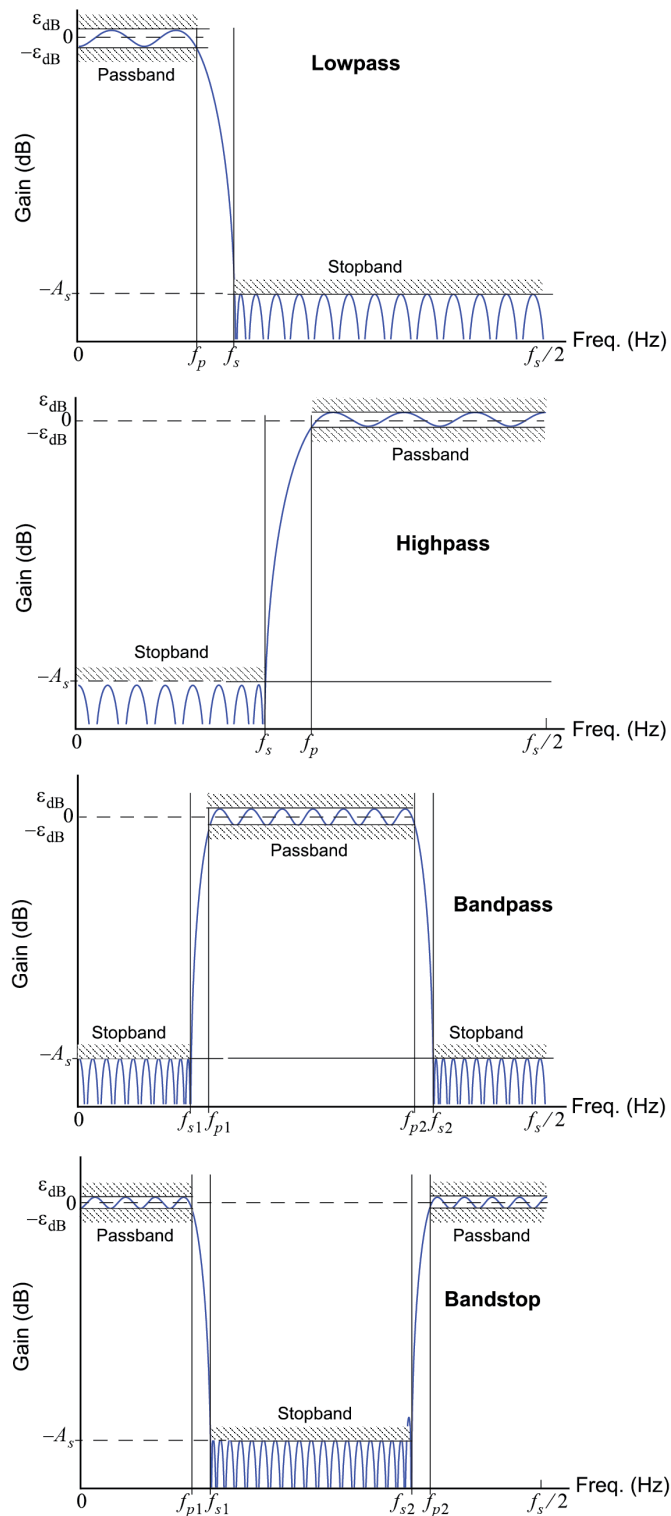 ε_dB
0
−ε_dB
Passband
Lowpass
Gain (dB)
Stopband
−A_s
0 f_p f_s f_s/2 Freq. (Hz)
ε_dB
0
−ε_dB
Passband
Highpass
Gain (dB)
Stopband
−A_s
0 f_s f_p f_s/2 Freq. (Hz)
ε_dB
0
−ε_dB
Passband
Bandpass
Gain (dB)
Stopband Stopband
−A_s
0 f_s1 f_p1 f_p2 f_s2 f_s/2 Freq. (Hz)
ε_dB
0
−ε_dB
Passband Passband
Bandstop
Gain (dB)
Stopband
−A_s
0 f_p1 f_s1 f_s2 f_p2 f_s/2 Freq. (Hz)